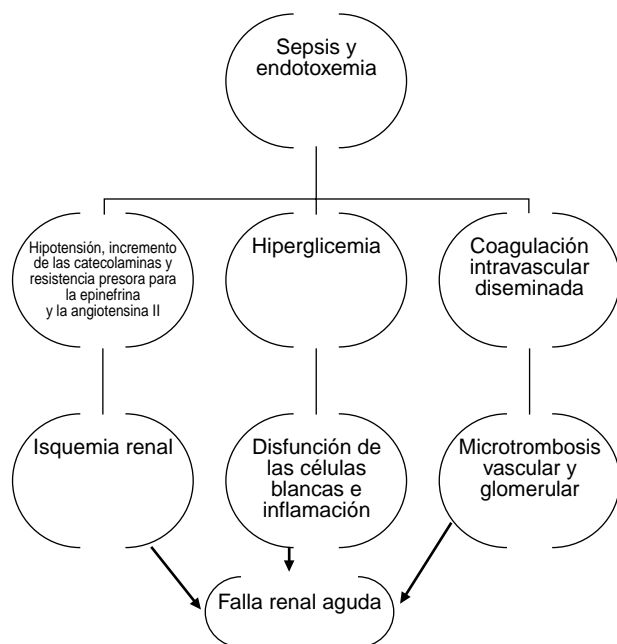 Sepsis y
endotoxemia
Hipotensión, incremento
de las catecolaminas y
resistencia presora para
la epinefrina
y la angiotensina II
Hiperglicemia
Coagulación
intravascular
diseminada
Isquemia renal
Disfunción de
las células
blancas e
inflamación
Microtrombosis
vascular y
glomerular
Falla renal aguda